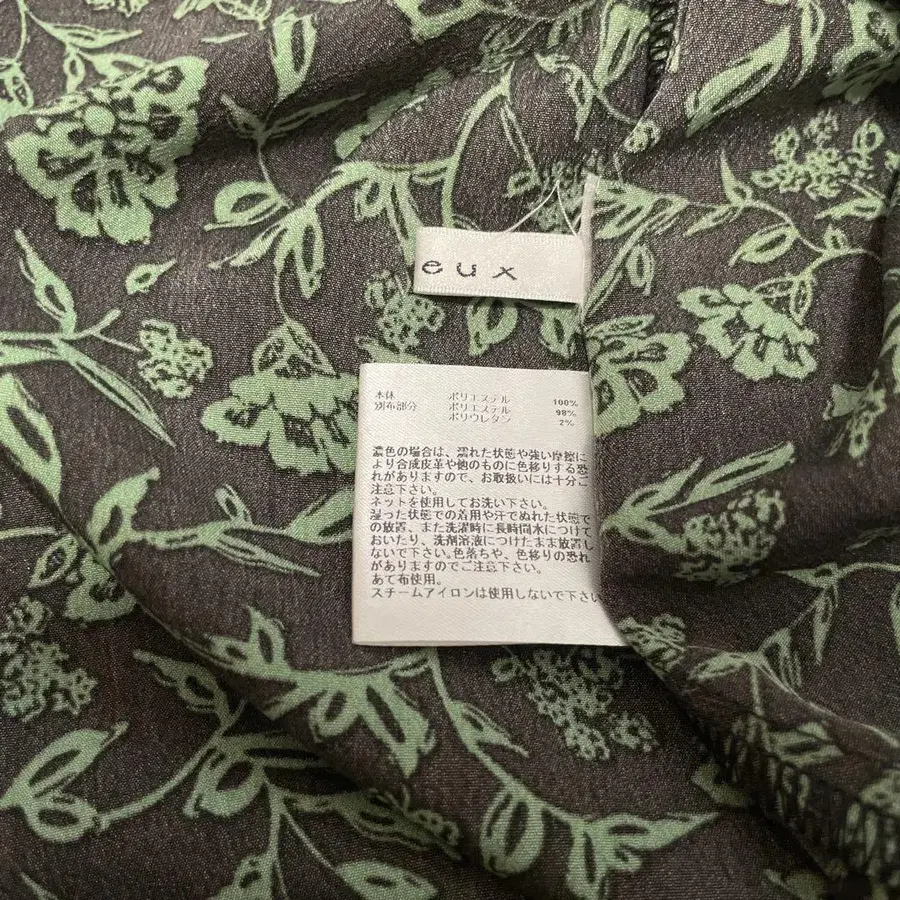 eux
本体 ポリエステル 100%
別布部分 ポリエステル 98%
ポリウレタン 2%
濃色の場合は、濡れた状態や強い摩擦に
より合成皮革や他のものに色移りする恐
れがありますので、お取扱いには十分ご
注意下さい。
ネットを使用してお洗い下さい。
湿った状態での着用や汗でぬれた状態で
の放置、また洗濯時に長時間水につけて
おいたり、洗剤溶液につけたまま放置し
ないで下さい。色落ちや、色移りの恐れ
がありますのでご注意下さい。
あて布使用。
スチームアイロンは使用しないで下さい